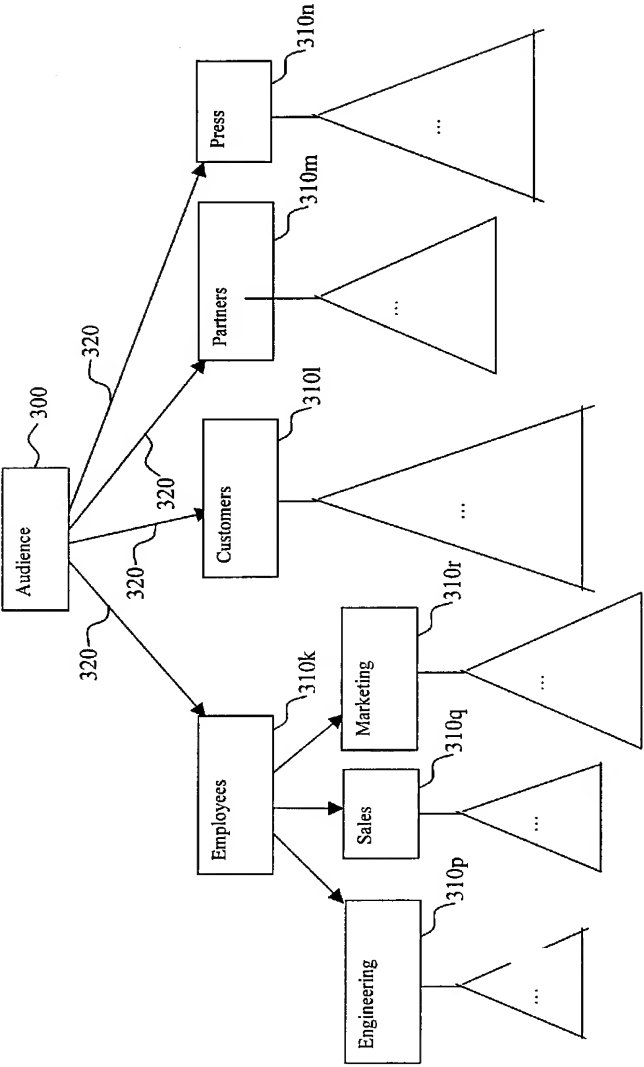 Audience
300
320
320
320
320
Employees
310k
Customers
310l
Partners
310m
Press
310n
Engineering
310p
Sales
310q
Marketing
310r
...
...
...
...
...
...